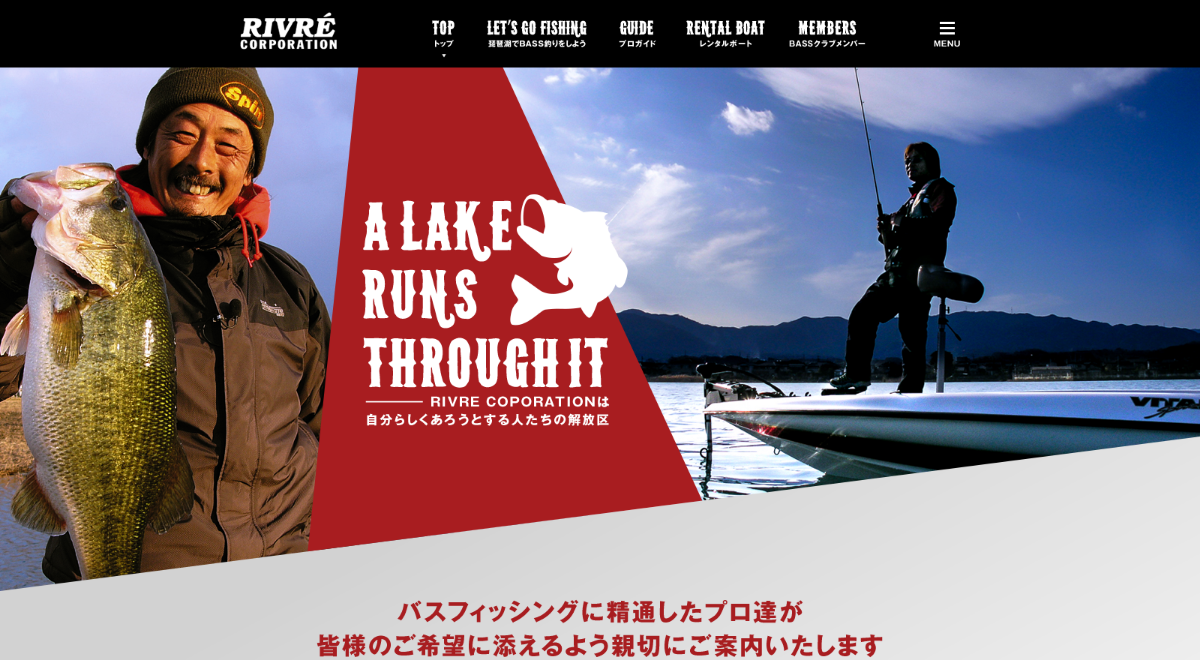 RIVRÉ
CORPORATION
TOP
トップ
LET'S GO FISHING
琵琶湖でBASS釣りをしよう
GUIDE
プロガイド
RENTAL BOAT
レンタルボート
MEMBERS
BASSクラブメンバー
MENU
Spin
A LAKE
RUNS
THROUGH IT
RIVRE COPORATIONは
自分らしくあろうとする人たちの解放区
バスフィッシングに精通したプロ達が
皆様のご希望に添えるよう親切にご案内いたします